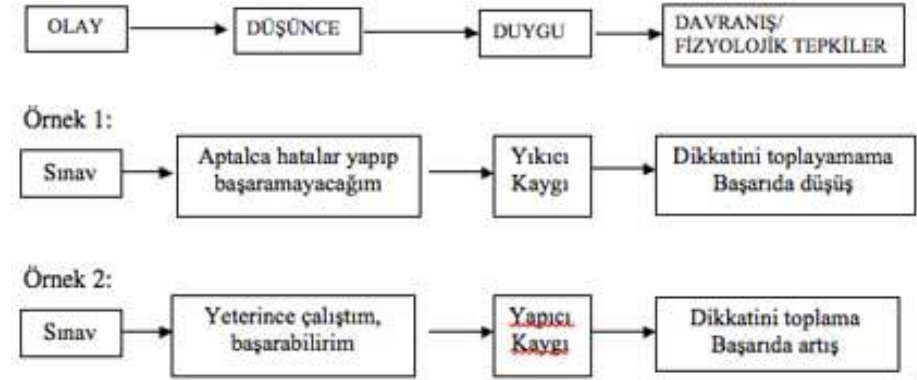 OLAY DÜŞÜNCE DUYGU DAVRANIŞ/
FİZYOLOJİK TEPKİLER
Örnek 1:
Sınav Aptalca hatalar yapıp Yıkıcı Dikkatini toplayamama
başaramayacağım Kaygı Başarıda düşüş
Örnek 2:
Sınav Yeterince çalıştım, Yapıcı Dikkatini toplama
başarabilirim Kaygı Başarıda artış